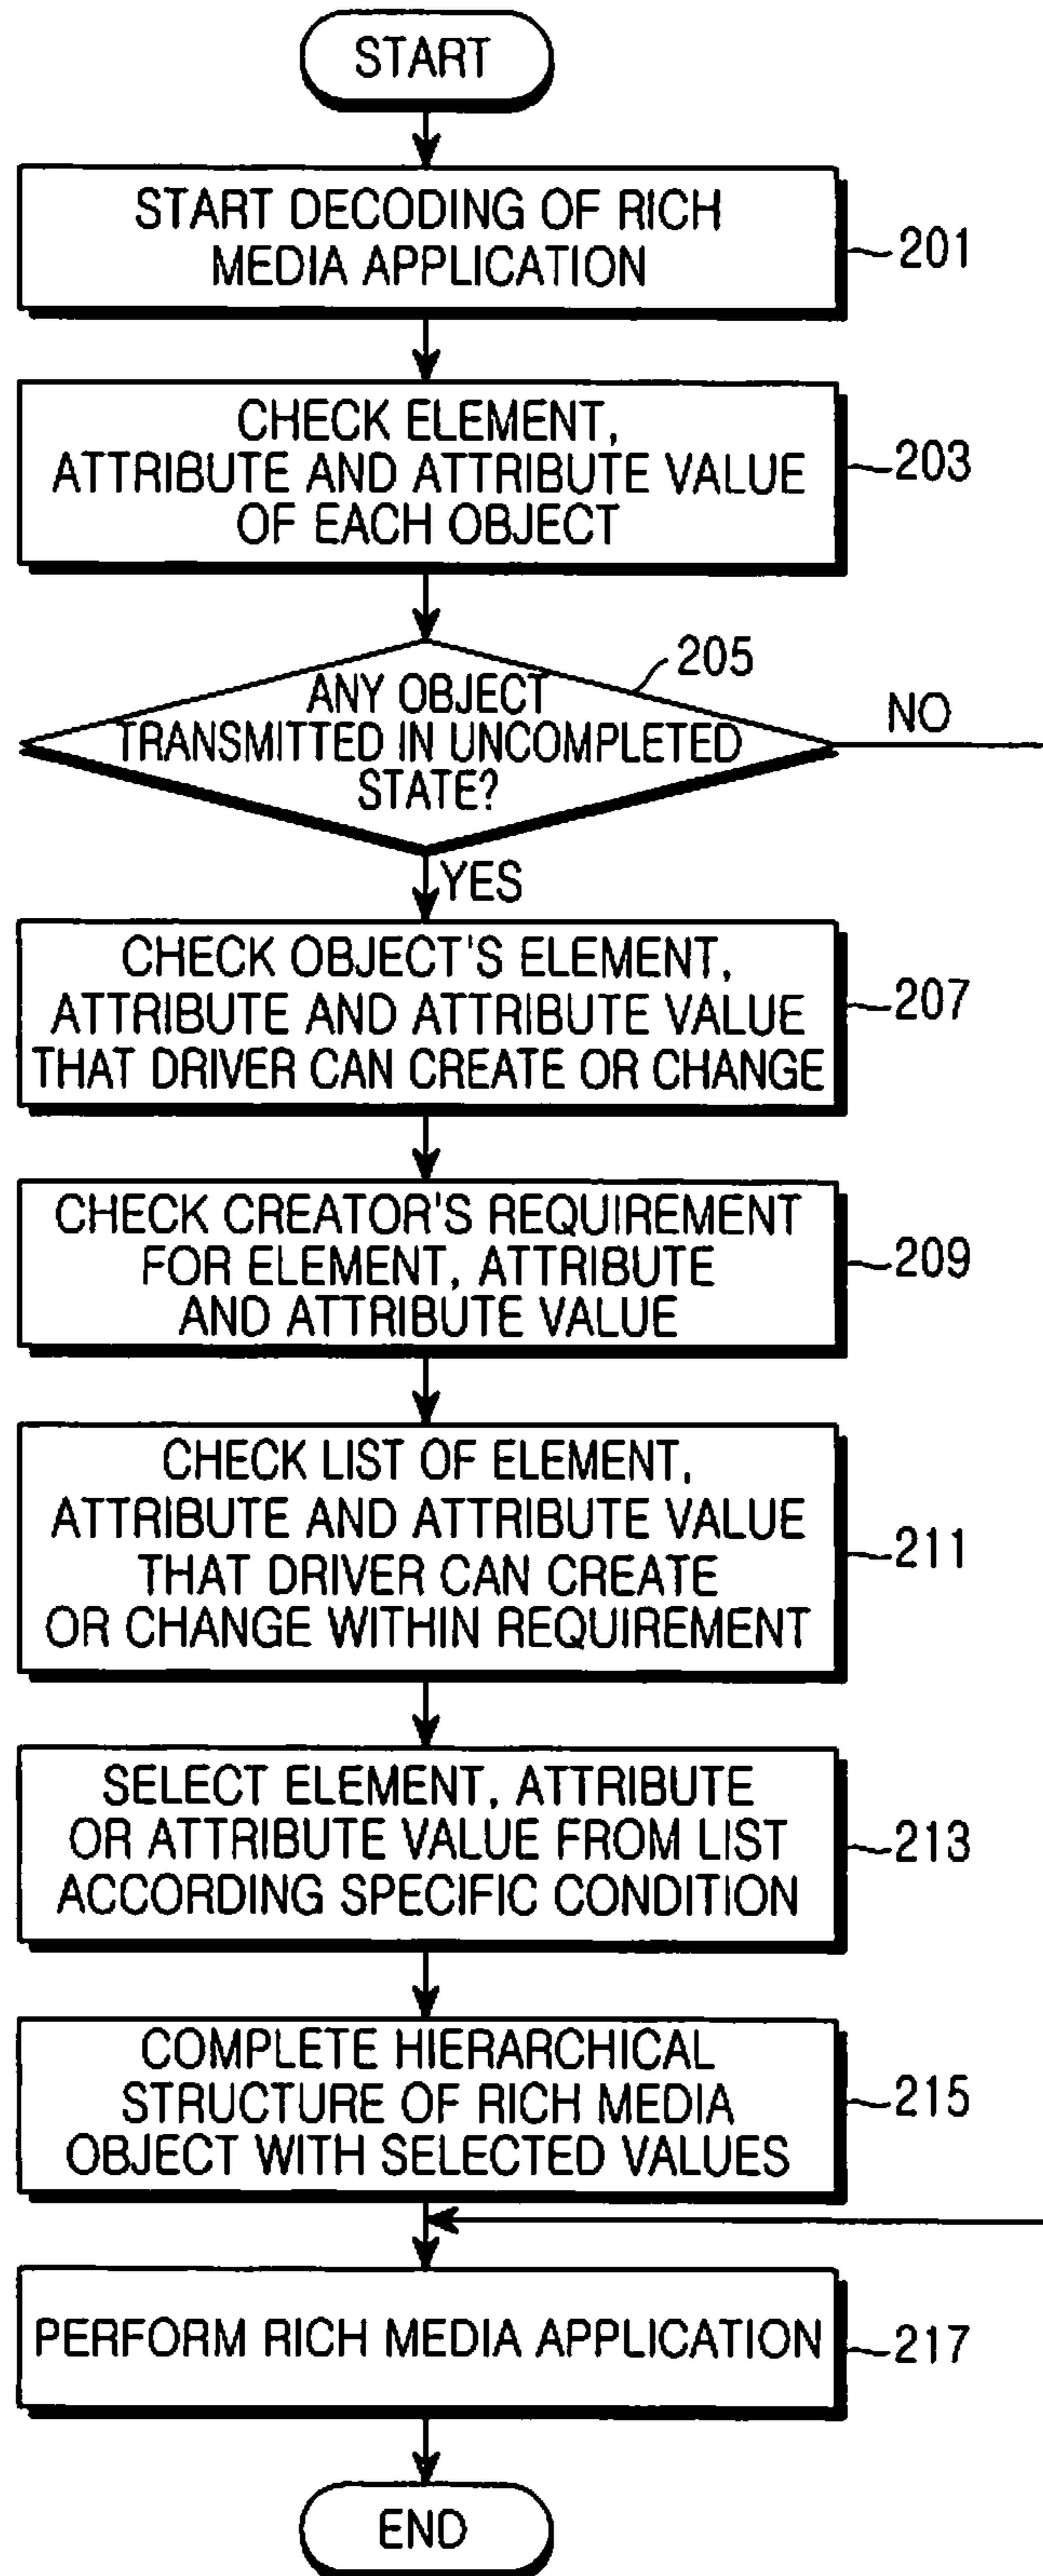 START
START DECODING OF RICH
MEDIA APPLICATION
201
CHECK ELEMENT,
ATTRIBUTE AND ATTRIBUTE VALUE
OF EACH OBJECT
203
205
ANY OBJECT
TRANSMITTED IN UNCOMPLETED
STATE?
NO
YES
CHECK OBJECT'S ELEMENT,
ATTRIBUTE AND ATTRIBUTE VALUE
THAT DRIVER CAN CREATE OR CHANGE
207
CHECK CREATOR'S REQUIREMENT
FOR ELEMENT, ATTRIBUTE
AND ATTRIBUTE VALUE
209
CHECK LIST OF ELEMENT,
ATTRIBUTE AND ATTRIBUTE VALUE
THAT DRIVER CAN CREATE
OR CHANGE WITHIN REQUIREMENT
211
SELECT ELEMENT, ATTRIBUTE
OR ATTRIBUTE VALUE FROM LIST
ACCORDING SPECIFIC CONDITION
213
COMPLETE HIERARCHICAL
STRUCTURE OF RICH MEDIA
OBJECT WITH SELECTED VALUES
215
PERFORM RICH MEDIA APPLICATION
217
END